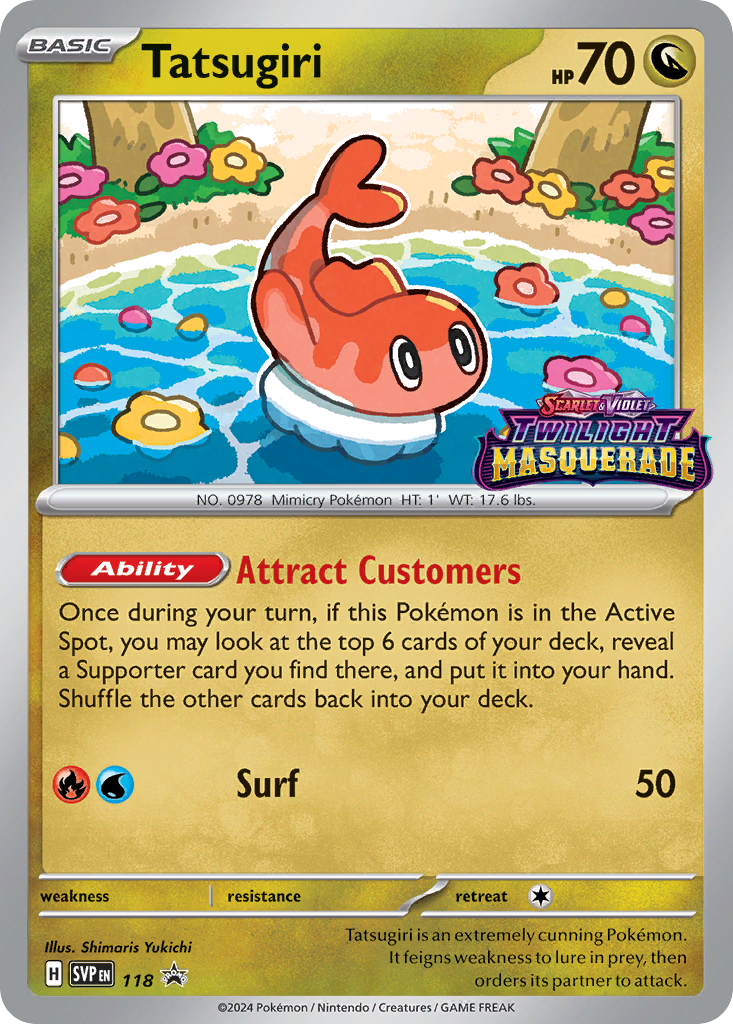 BASIC
Tatsugiri
HP 70
SCARLET & VIOLET
TWILIGHT
MASQUERADE
NO. 0978 Mimicry Pokémon HT: 1' WT: 17.6 lbs.
Ability Attract Customers
Once during your turn, if this Pokémon is in the Active
Spot, you may look at the top 6 cards of your deck, reveal
a Supporter card you find there, and put it into your hand.
Shuffle the other cards back into your deck.
Surf 50
weakness resistance retreat
Illus. Shimaris Yukichi
Tatsugiri is an extremely cunning Pokémon.
It feigns weakness to lure in prey, then
orders its partner to attack.
H SVP EN 118 PROMO
©2024 Pokémon / Nintendo / Creatures / GAME FREAK